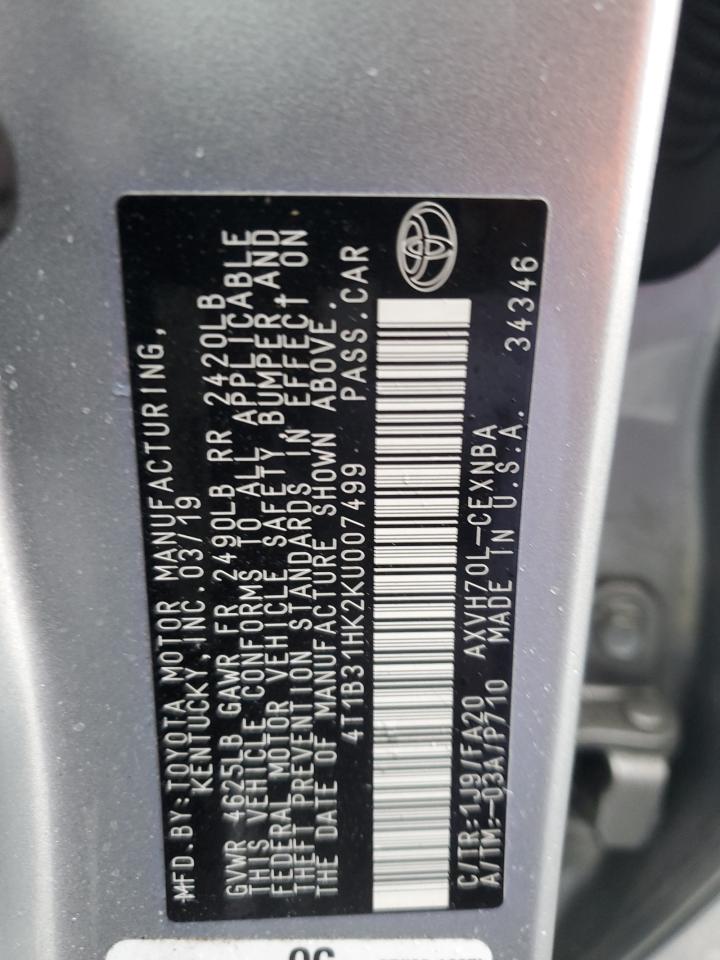 MFD.BY:TOYOTA MOTOR MANUFACTURING,
KENTUCKY, INC.03/19
GVWR 4625LB GAWR FR 2490LB RR 2420LB
THIS VEHICLE CONFORMS TO ALL APPLICABLE
FEDERAL MOTOR VEHICLE SAFETY BUMPER, AND
THEFT PREVENTION STANDARDS IN EFFECT ON
THE DATE OF MANUFACTURE SHOWN ABOVE.
4T1B31HK2KU007499 PASS.CAR
C/TR:1J9/FA20 AXVH70L-CEXNBA
A/TM:-03A/P710 MADE IN U.S.A. 34346